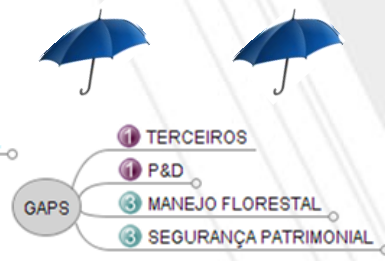 ① TERCEIROS
① P&D
GAPS
③ MANEJO FLORESTAL
③ SEGURANÇA PATRIMONIAL